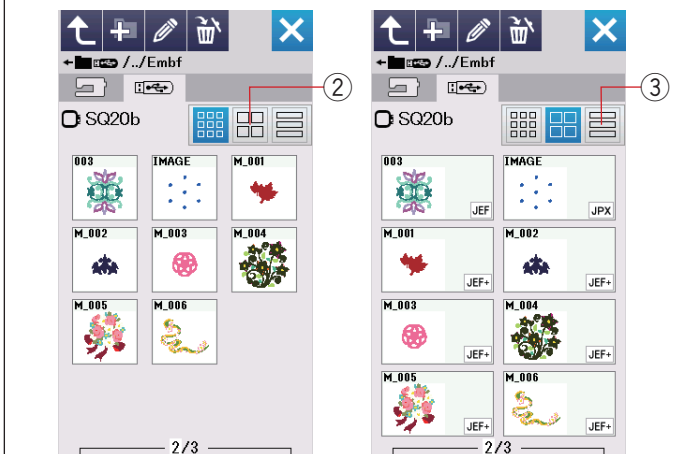 /../Embf
SQ20b
②
003 IMAGE M_001
M_002 M_003 M_004
M_005 M_006
2/3
/../Embf
SQ20b
③
003 IMAGE
JEF JPX
M_001 M_002
JEF+ JEF+
M_003 M_004
JEF+ JEF+
M_005 M_006
JEF+ JEF+
2/3